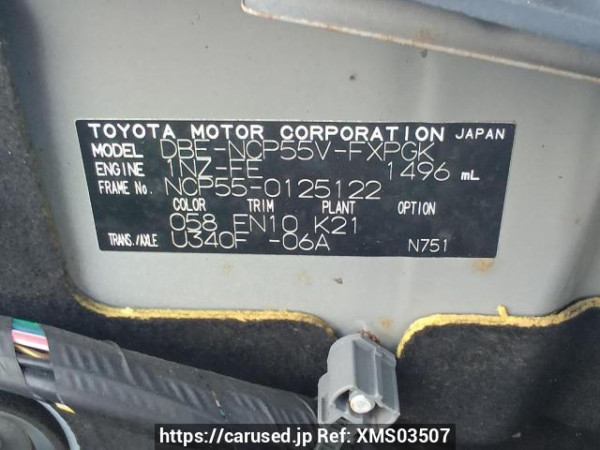 TOYOTA MOTOR CORPORATION JAPAN
MODEL DBE-NCP55V-FXPGK
ENGINE 1NZ-FE 1496 mL
FRAME No. NCP55-0125122
COLOR TRIM PLANT OPTION
058 EN10 K21
TRANS./AXLE U340F -06A N751
https://carused.jp Ref: XMS03507